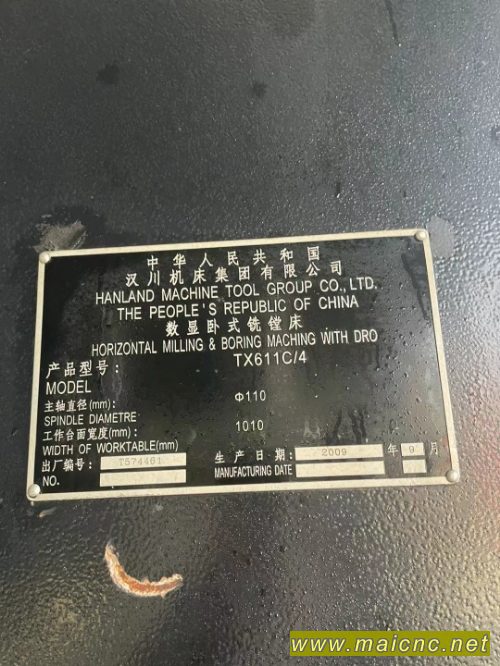 中华人民共和国
汉川机床集团有限公司
HANLAND MACHINE TOOL GROUP CO.,LTD.
THE PEOPLE'S REPUBLIC OF CHINA
数显卧式铣镗床
HORIZONTAL MILLING & BORING MACHING WITH DRO
产品型号: TX611C/4
MODEL
主轴直径(mm): Φ110
SPINDLE DIAMETRE
工作台面宽度(mm): 1010
WIDTH OF WORKTABLE(mm)
出厂编号: T574461 生产日期: 2009 年 9 月
NO. MANUFACTURING DATE
www.maicnc.net